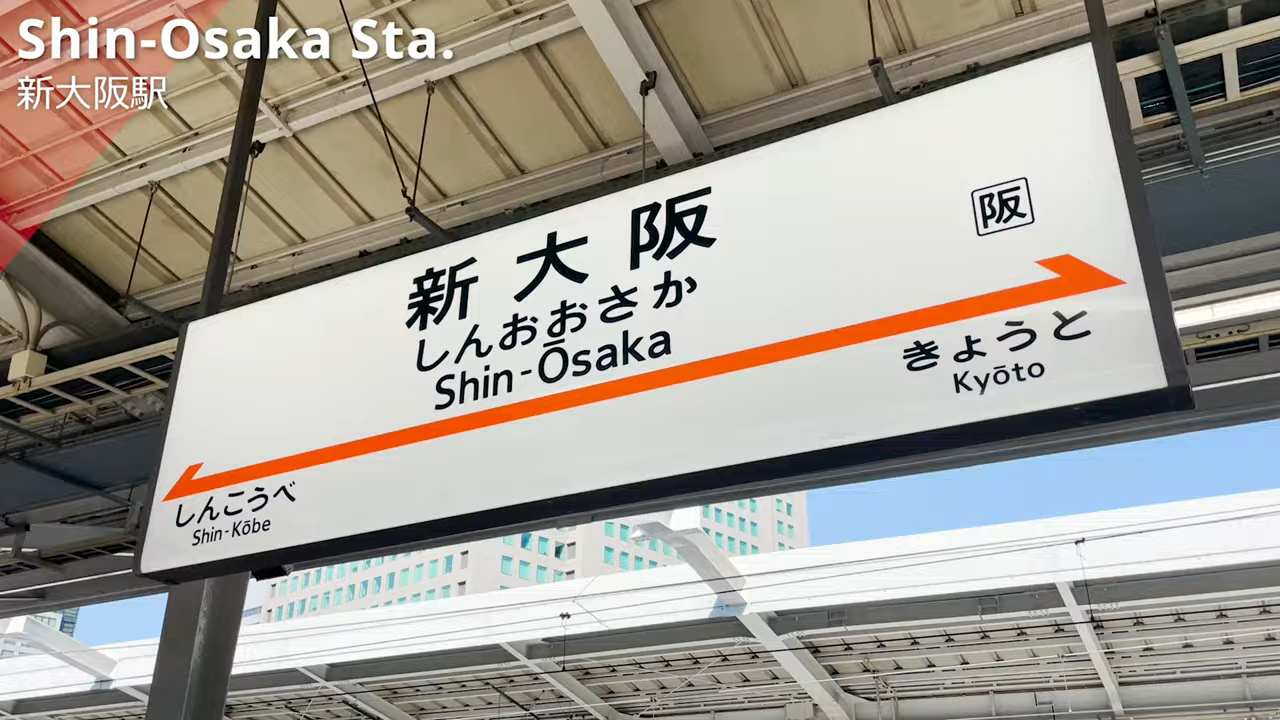 Shin-Osaka Sta.
新大阪駅
阪
新大阪
しんおおさか
Shin-Ōsaka
きょうと
Kyōto
しんこうべ
Shin-Kōbe